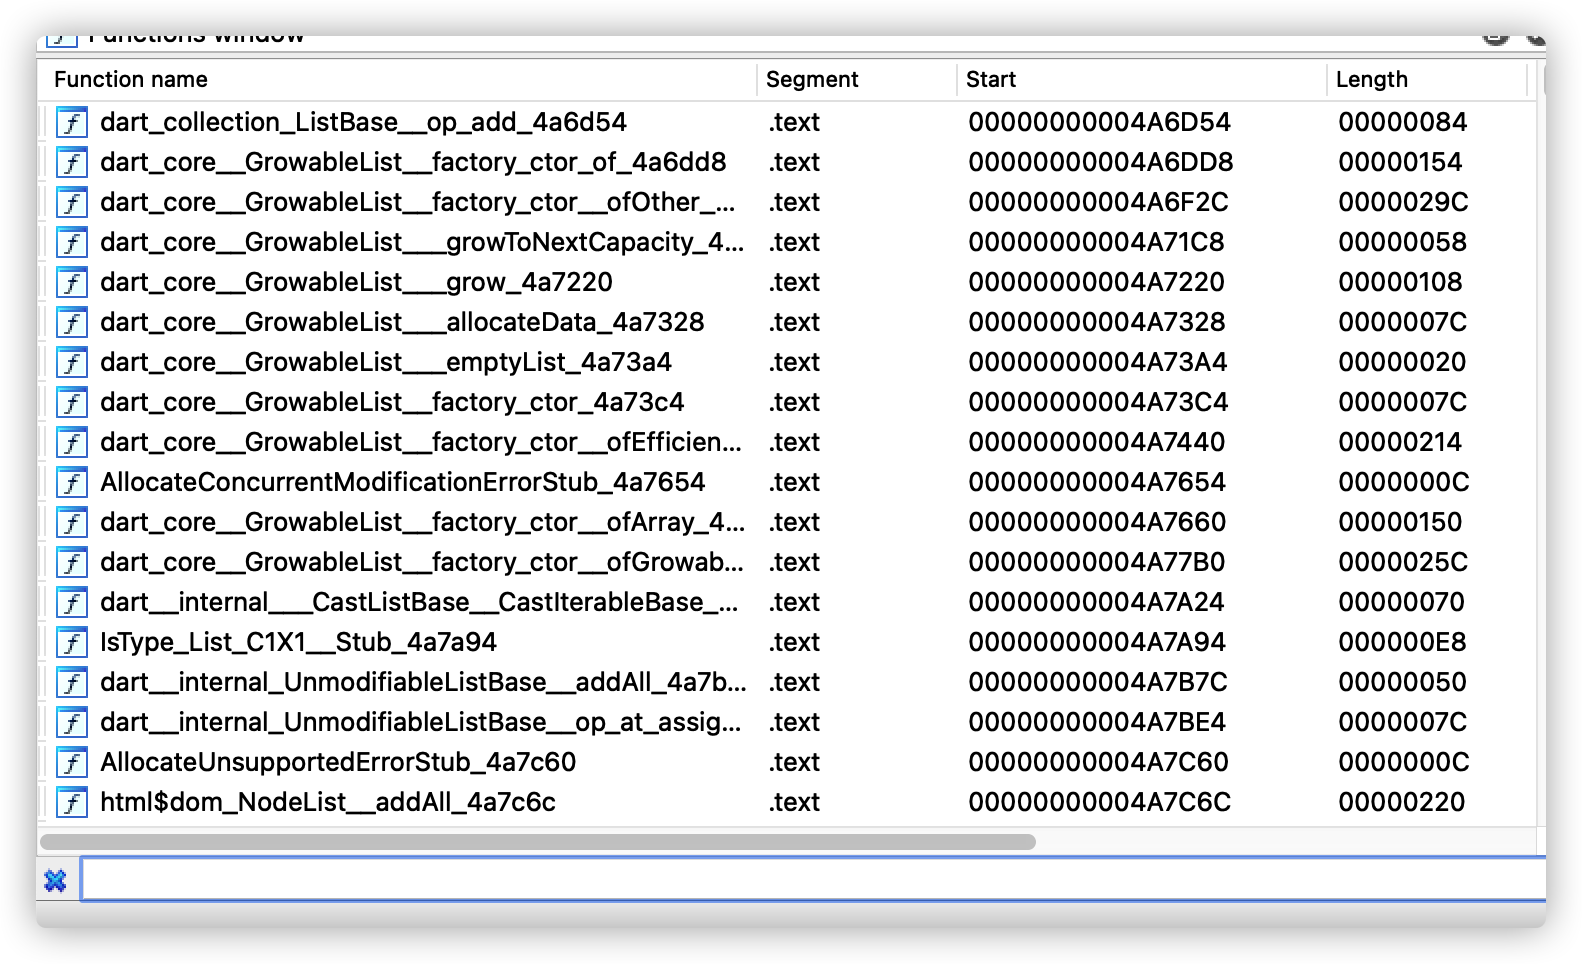 Functions window
Function name Segment Start Length
dart_collection_ListBase__op_add_4a6d54 .text 00000000004A6D54 00000084
dart_core__GrowableList__factory_ctor_of_4a6dd8 .text 00000000004A6DD8 00000154
dart_core__GrowableList__factory_ctor__ofOther_... .text 00000000004A6F2C 0000029C
dart_core__GrowableList___growToNextCapacity_4... .text 00000000004A71C8 00000058
dart_core__GrowableList___grow_4a7220 .text 00000000004A7220 00000108
dart_core__GrowableList___allocateData_4a7328 .text 00000000004A7328 0000007C
dart_core__GrowableList___emptyList_4a73a4 .text 00000000004A73A4 00000020
dart_core__GrowableList__factory_ctor_4a73c4 .text 00000000004A73C4 0000007C
dart_core__GrowableList__factory_ctor__ofEfficien... .text 00000000004A7440 00000214
AllocateConcurrentModificationErrorStub_4a7654 .text 00000000004A7654 0000000C
dart_core__GrowableList__factory_ctor__ofArray_4... .text 00000000004A7660 00000150
dart_core__GrowableList__factory_ctor__ofGrowab... .text 00000000004A77B0 0000025C
dart__internal___CastListBase__CastIterableBase_... .text 00000000004A7A24 00000070
IsType_List_C1X1__Stub_4a7a94 .text 00000000004A7A94 000000E8
dart__internal_UnmodifiableListBase__addAll_4a7b... .text 00000000004A7B7C 00000050
dart__internal_UnmodifiableListBase__op_at_assig... .text 00000000004A7BE4 0000007C
AllocateUnsupportedErrorStub_4a7c60 .text 00000000004A7C60 0000000C
html$dom_NodeList__addAll_4a7c6c .text 00000000004A7C6C 00000220